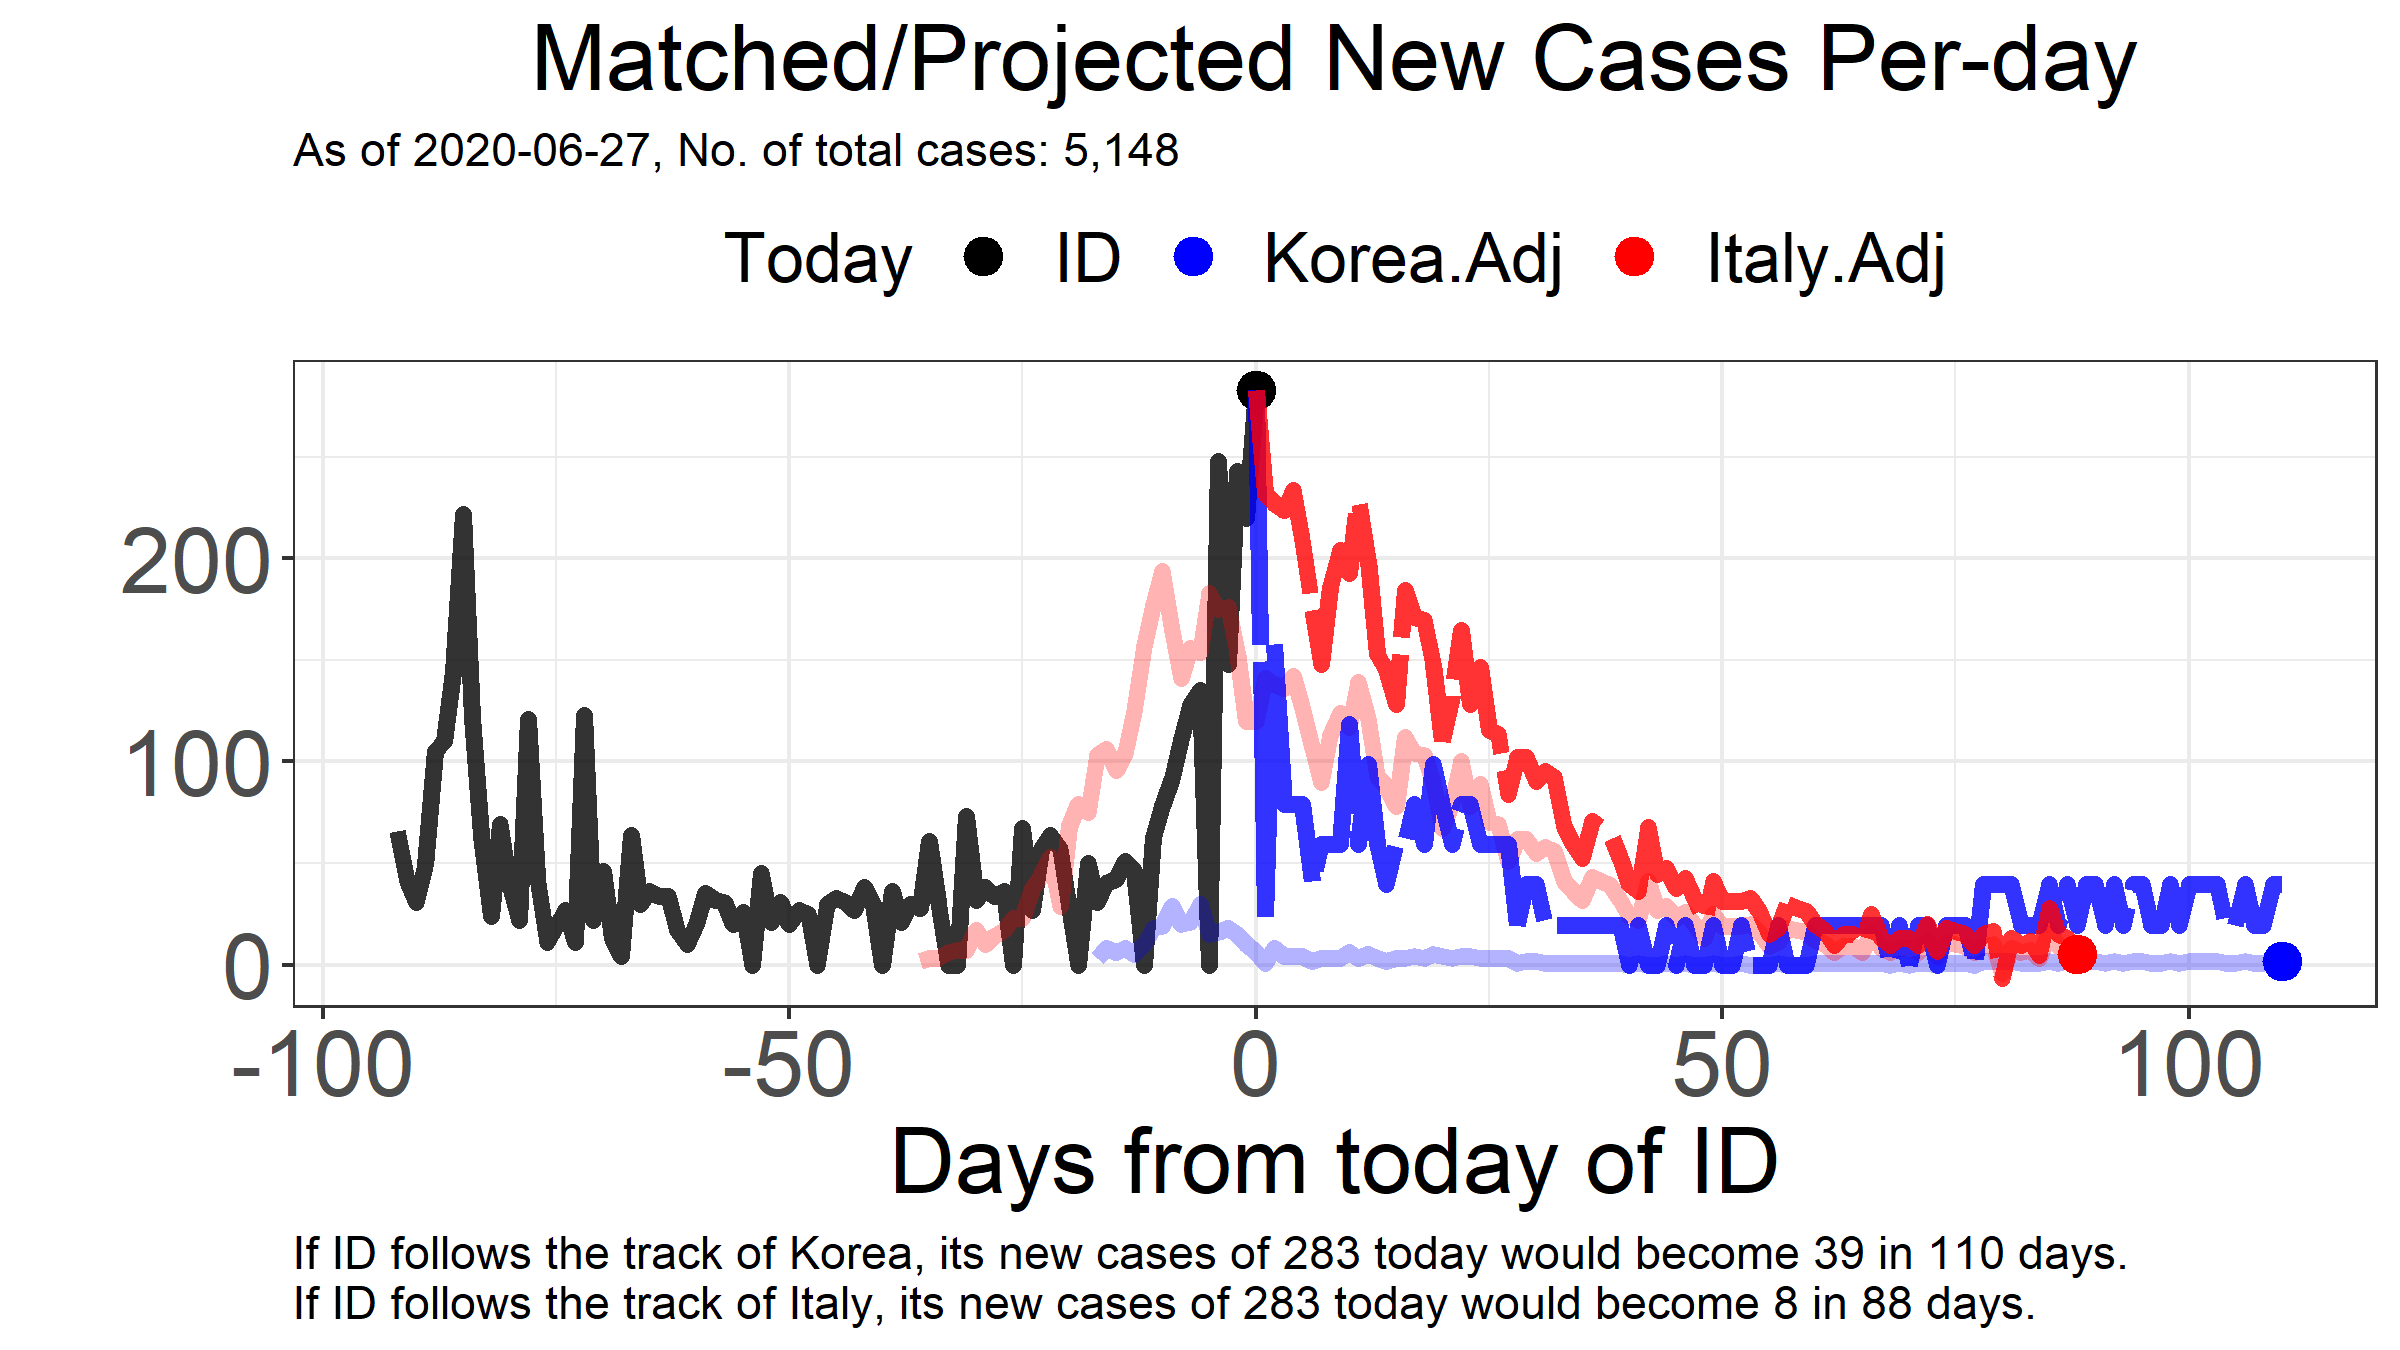 Matched/Projected New Cases Per-day
As of 2020-06-27, No. of total cases: 5,148
Today ID Korea.Adj Italy.Adj
200
100
0
-100 -50 0 50 100
Days from today of ID
If ID follows the track of Korea, its new cases of 283 today would become 39 in 110 days.
If ID follows the track of Italy, its new cases of 283 today would become 8 in 88 days.